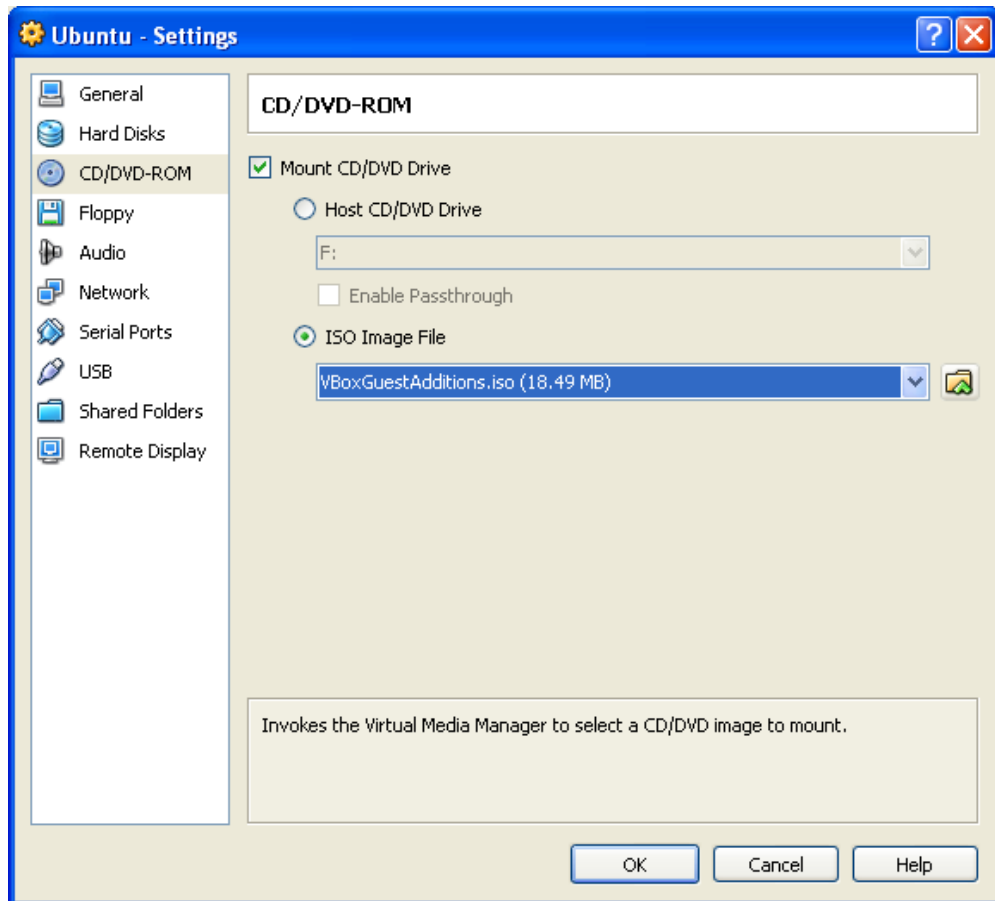 Ubuntu - Settings
General
Hard Disks
CD/DVD-ROM
Floppy
Audio
Network
Serial Ports
USB
Shared Folders
Remote Display
CD/DVD-ROM
Mount CD/DVD Drive
Host CD/DVD Drive
F:
Enable Passthrough
ISO Image File
VBoxGuestAdditions.iso (18.49 MB)
Invokes the Virtual Media Manager to select a CD/DVD image to mount.
OK
Cancel
Help